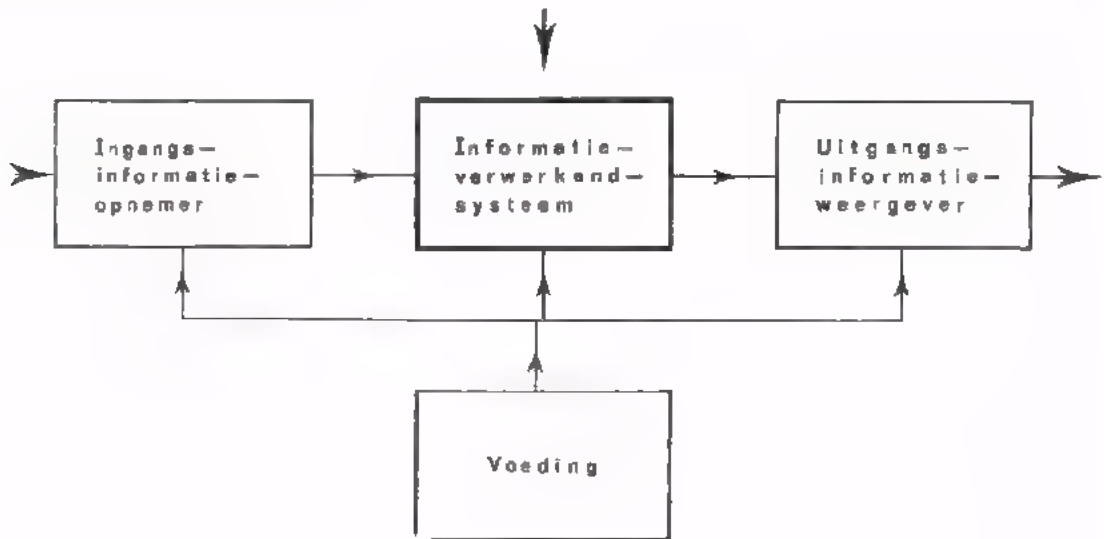 Ingangs—
informatie—
opnemer
Informatie—
verwerkend—
systeem
Uitgangs—
informatie—
weergever
Voeding